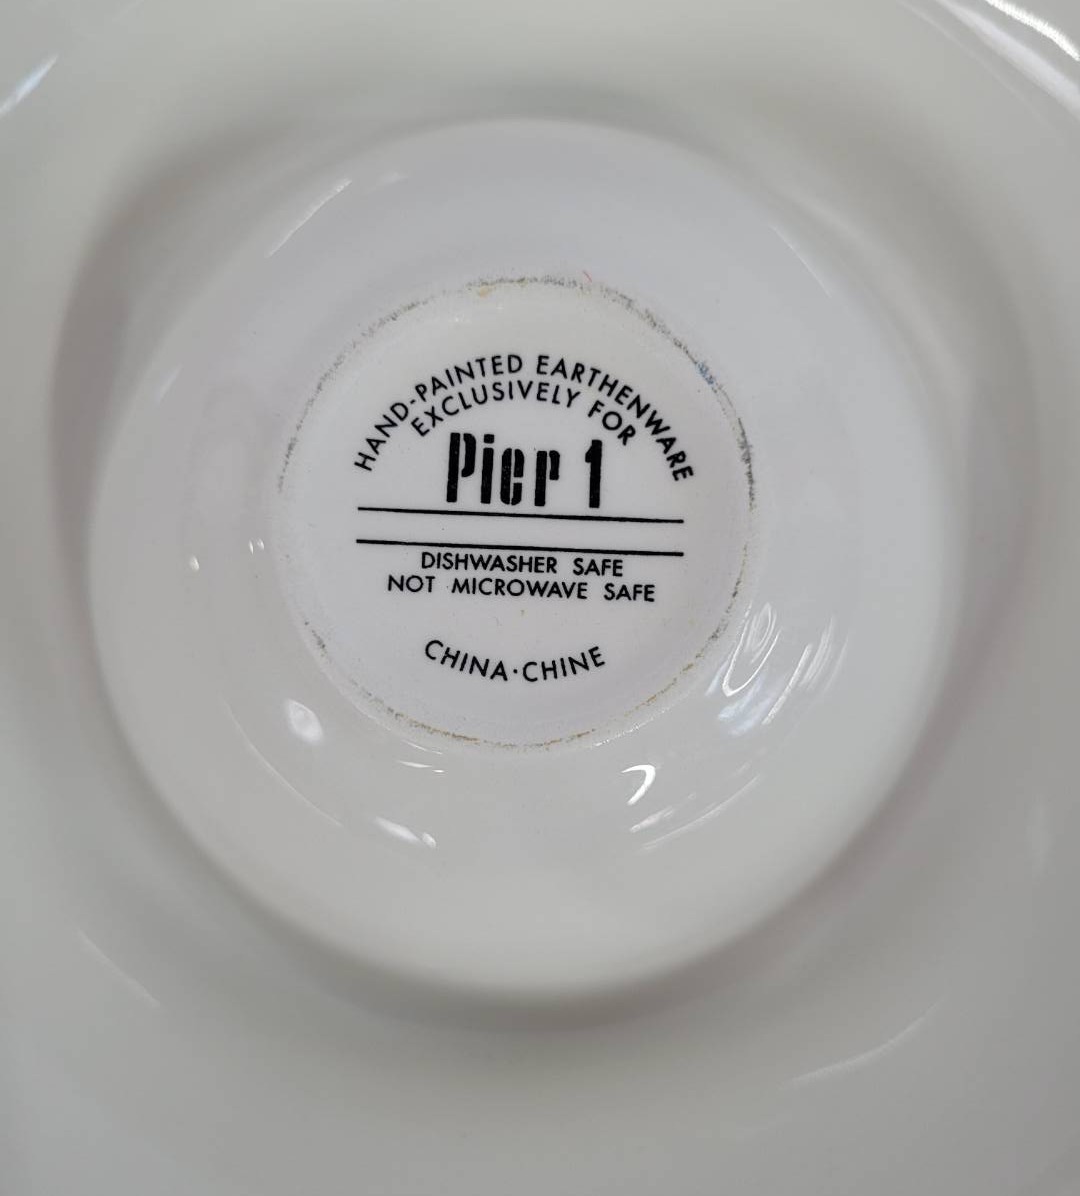 HAND-PAINTED EARTHENWARE
EXCLUSIVELY FOR
Pier 1
DISHWASHER SAFE
NOT MICROWAVE SAFE
CHINA·CHINE